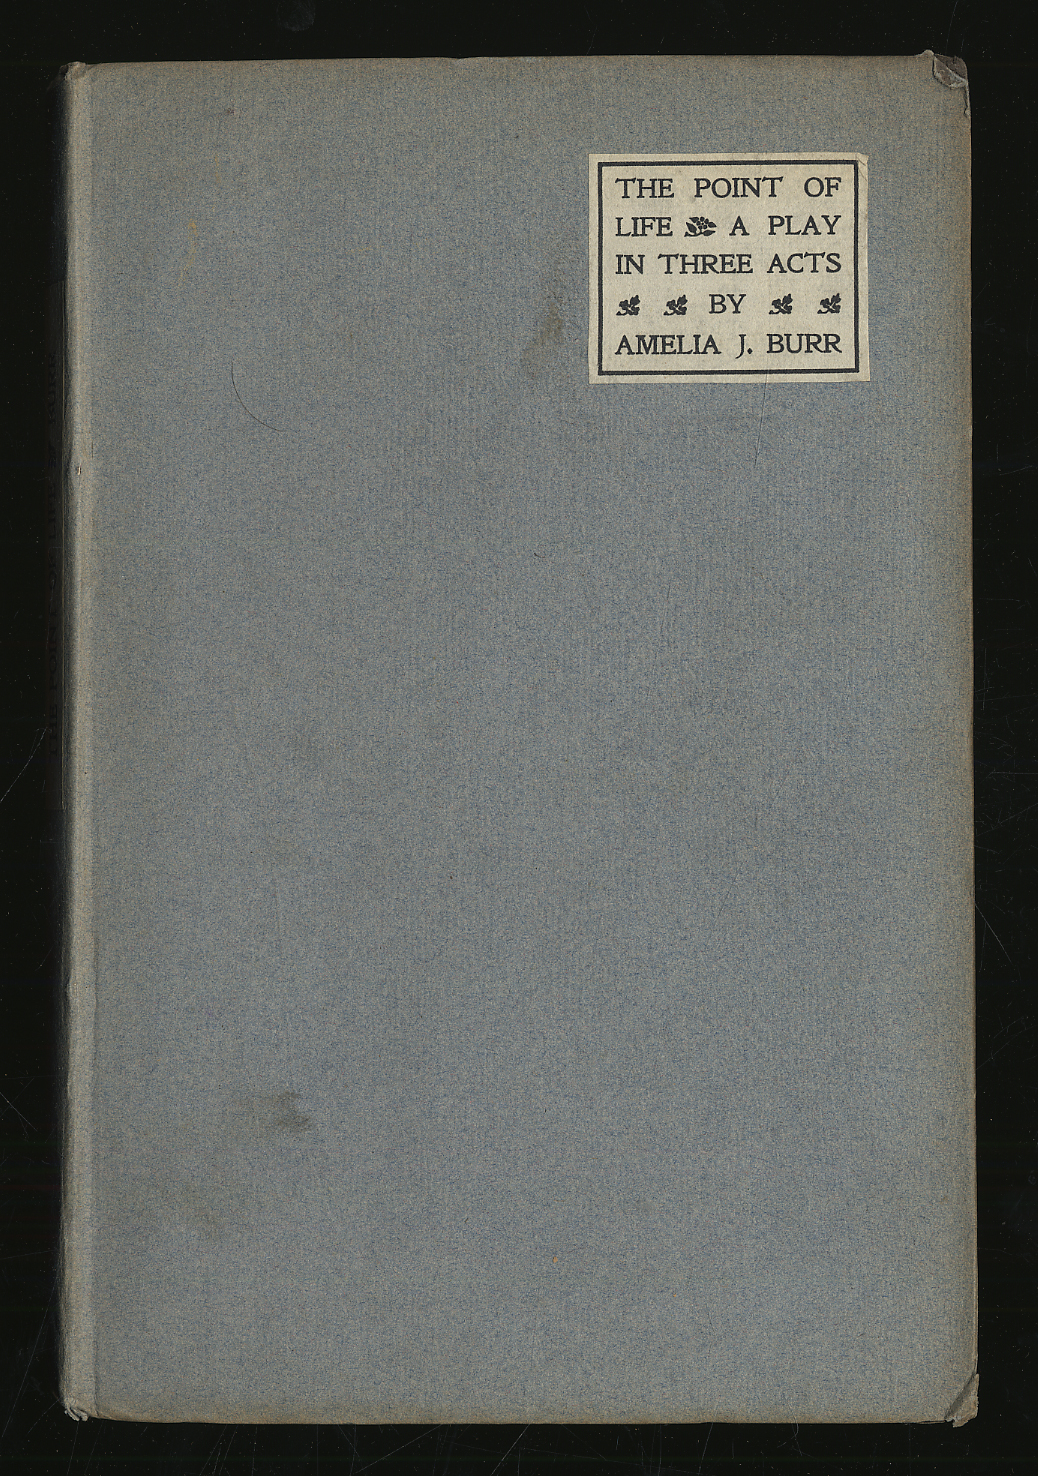 THE POINT OF
LIFE A PLAY
IN THREE ACTS
BY
AMELIA J. BURR